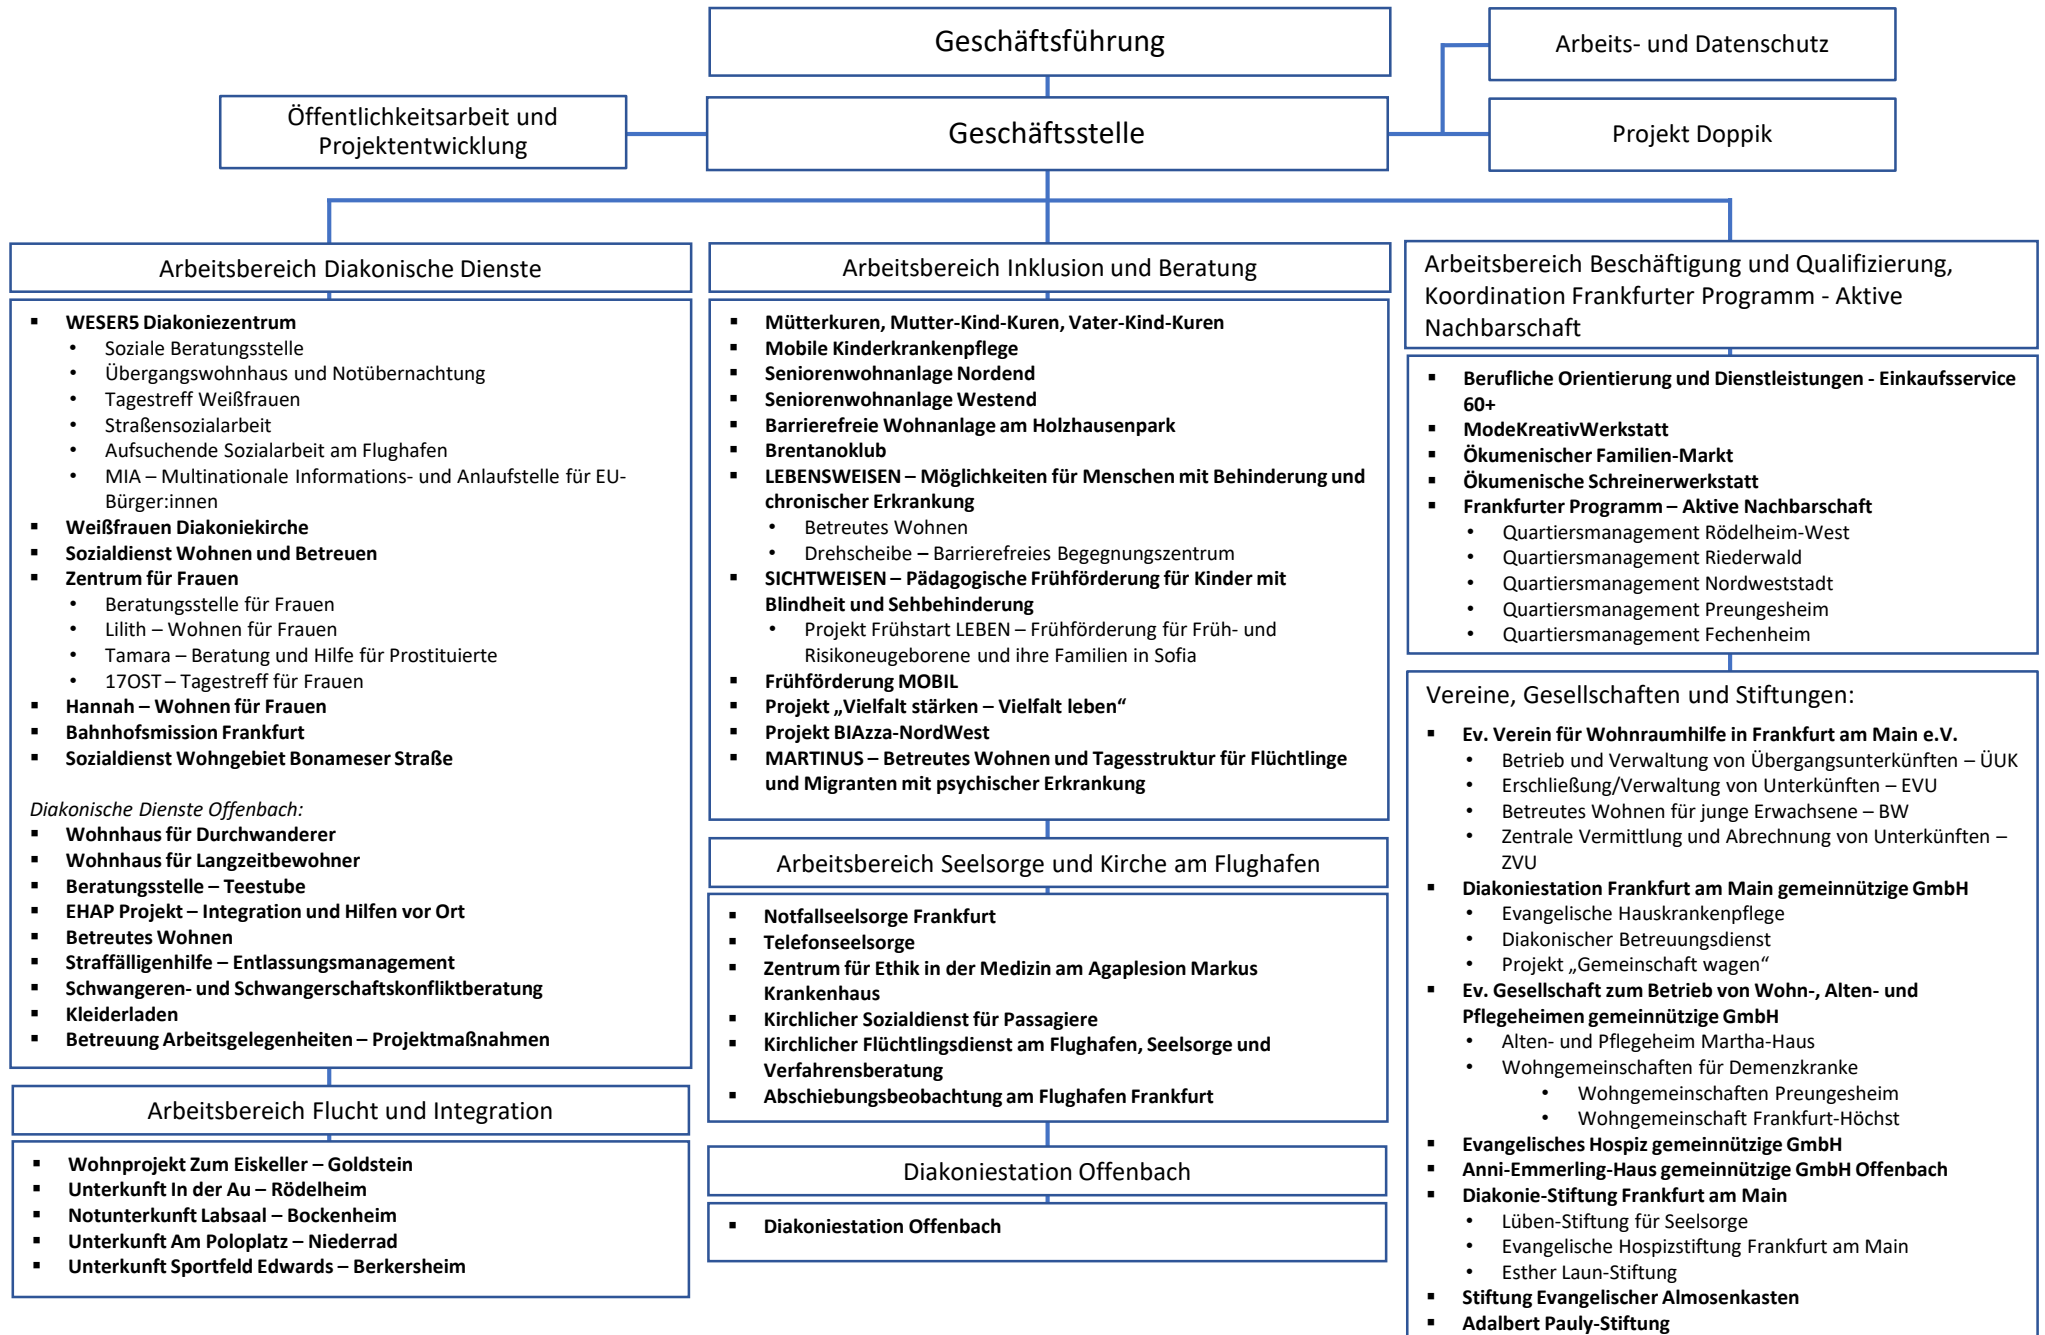 Geschäftsführung
Arbeits- und Datenschutz
Öffentlichkeitsarbeit und
Projektentwicklung
Geschäftsstelle
Projekt Doppik
Arbeitsbereich Diakonische Dienste
▪ WESER5 Diakoniezentrum
• Soziale Beratungsstelle
• Übergangswohnhaus und Notübernachtung
• Tagestreff Weißfrauen
• Straßensozialarbeit
• Aufsuchende Sozialarbeit am Flughafen
• MIA – Multinationale Informations- und Anlaufstelle für EU-
Bürger:innen
▪ Weißfrauen Diakoniekirche
▪ Sozialdienst Wohnen und Betreuen
▪ Zentrum für Frauen
• Beratungsstelle für Frauen
• Lilith – Wohnen für Frauen
• Tamara – Beratung und Hilfe für Prostituierte
• 17OST – Tagestreff für Frauen
▪ Hannah – Wohnen für Frauen
▪ Bahnhofsmission Frankfurt
▪ Sozialdienst Wohngebiet Bonameser Straße
Diakonische Dienste Offenbach:
▪ Wohnhaus für Durchwanderer
▪ Wohnhaus für Langzeitbewohner
▪ Beratungsstelle – Teestube
▪ EHAP Projekt – Integration und Hilfen vor Ort
▪ Betreutes Wohnen
▪ Straffälligenhilfe – Entlassungsmanagement
▪ Schwangeren- und Schwangerschaftskonfliktberatung
▪ Kleiderladen
▪ Betreuung Arbeitsgelegenheiten – Projektmaßnahmen
Arbeitsbereich Flucht und Integration
▪ Wohnprojekt Zum Eiskeller – Goldstein
▪ Unterkunft In der Au – Rödelheim
▪ Notunterkunft Labsaal – Bockenheim
▪ Unterkunft Am Poloplatz – Niederrad
▪ Unterkunft Sportfeld Edwards – Berkersheim
Arbeitsbereich Inklusion und Beratung
▪ Mütterkuren, Mutter-Kind-Kuren, Vater-Kind-Kuren
▪ Mobile Kinderkrankenpflege
▪ Seniorenwohnanlage Nordend
▪ Seniorenwohnanlage Westend
▪ Barrierefreie Wohnanlage am Holzhausenpark
▪ Brentanoklub
▪ LEBENSWEISEN – Möglichkeiten für Menschen mit Behinderung und
chronischer Erkrankung
• Betreutes Wohnen
• Drehscheibe – Barrierefreies Begegnungszentrum
▪ SICHTWEISEN – Pädagogische Frühförderung für Kinder mit
Blindheit und Sehbehinderung
• Projekt Frühstart LEBEN – Frühförderung für Früh- und
Risikoneugeborene und ihre Familien in Sofia
▪ Frühförderung MOBIL
▪ Projekt „Vielfalt stärken – Vielfalt leben“
▪ Projekt BIAzza-NordWest
▪ MARTINUS – Betreutes Wohnen und Tagesstruktur für Flüchtlinge
und Migranten mit psychischer Erkrankung
Arbeitsbereich Seelsorge und Kirche am Flughafen
▪ Notfallseelsorge Frankfurt
▪ Telefonseelsorge
▪ Zentrum für Ethik in der Medizin am Agaplesion Markus
Krankenhaus
▪ Kirchlicher Sozialdienst für Passagiere
▪ Kirchlicher Flüchtlingsdienst am Flughafen, Seelsorge und
Verfahrensberatung
▪ Abschiebungsbeobachtung am Flughafen Frankfurt
Diakoniestation Offenbach
▪ Diakoniestation Offenbach
Arbeitsbereich Beschäftigung und Qualifizierung,
Koordination Frankfurter Programm - Aktive
Nachbarschaft
▪ Berufliche Orientierung und Dienstleistungen - Einkaufsservice
60+
▪ ModeKreativWerkstatt
▪ Ökumenischer Familien-Markt
▪ Ökumenische Schreinerwerkstatt
▪ Frankfurter Programm – Aktive Nachbarschaft
• Quartiersmanagement Rödelheim-West
• Quartiersmanagement Riederwald
• Quartiersmanagement Nordweststadt
• Quartiersmanagement Preungesheim
• Quartiersmanagement Fechenheim
Vereine, Gesellschaften und Stiftungen:
▪ Ev. Verein für Wohnraumhilfe in Frankfurt am Main e.V.
• Betrieb und Verwaltung von Übergangsunterkünften – ÜUK
• Erschließung/Verwaltung von Unterkünften – EVU
• Betreutes Wohnen für junge Erwachsene – BW
• Zentrale Vermittlung und Abrechnung von Unterkünften –
ZVU
▪ Diakoniestation Frankfurt am Main gemeinnützige GmbH
• Evangelische Hauskrankenpflege
• Diakonischer Betreuungsdienst
• Projekt „Gemeinschaft wagen“
▪ Ev. Gesellschaft zum Betrieb von Wohn-, Alten- und
Pflegeheimen gemeinnützige GmbH
• Alten- und Pflegeheim Martha-Haus
• Wohngemeinschaften für Demenzkranke
• Wohngemeinschaften Preungesheim
• Wohngemeinschaft Frankfurt-Höchst
▪ Evangelisches Hospiz gemeinnützige GmbH
▪ Anni-Emmerling-Haus gemeinnützige GmbH Offenbach
▪ Diakonie-Stiftung Frankfurt am Main
• Lüben-Stiftung für Seelsorge
• Evangelische Hospizstiftung Frankfurt am Main
• Esther Laun-Stiftung
▪ Stiftung Evangelischer Almosenkasten
▪ Adalbert Pauly-Stiftung